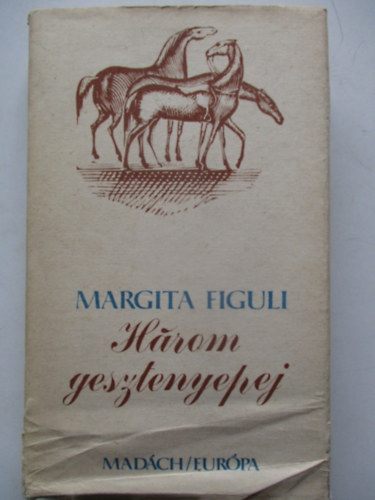 MARGITA FIGULI
Három
gesztenyepej
MADÁCH/EURÓPA